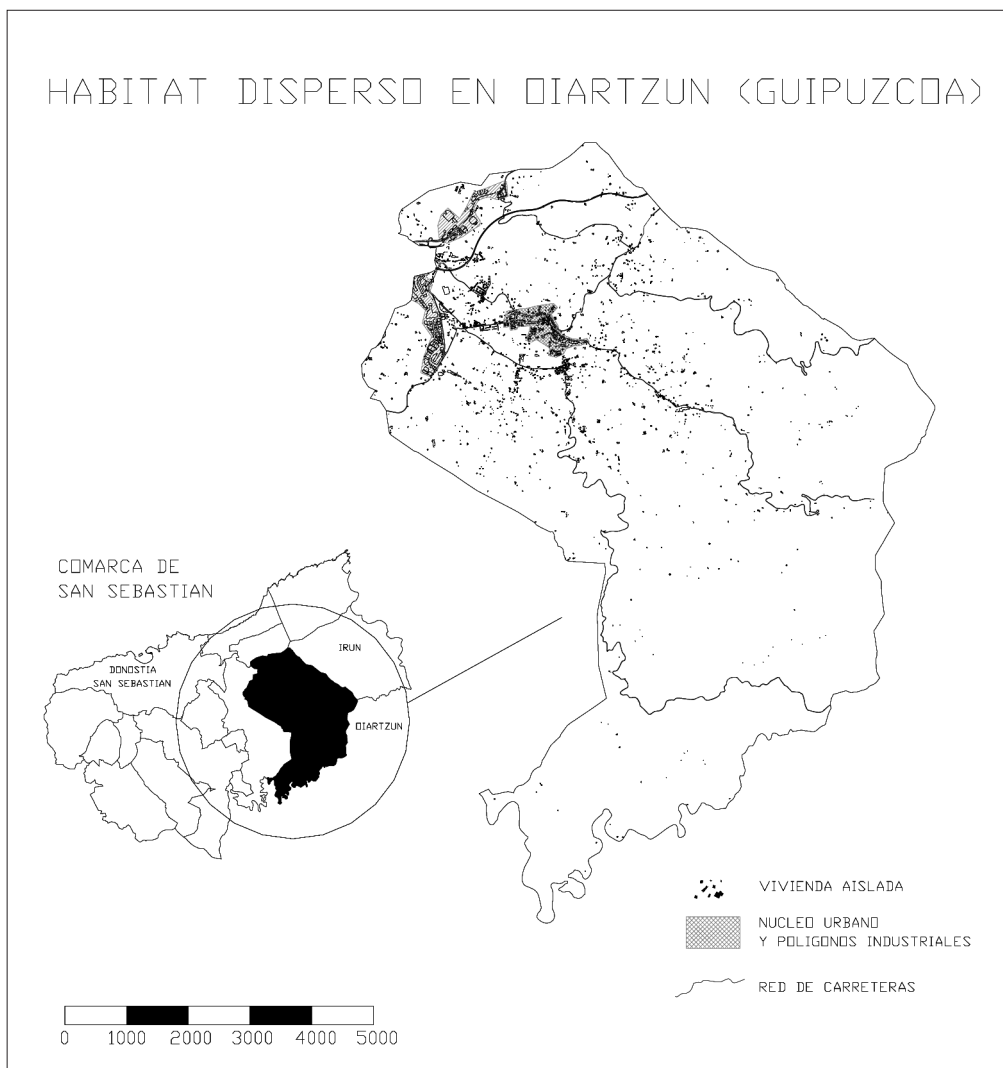 HABITAT DISPERSO EN OIARTZUN (GUIPUZCOA)
COMARCA DE
SAN SEBASTIAN
IRUN
DONOSTIA
SAN SEBASTIAN
OIARTZUN
VIVIENDA AISLADA
NUCLEO URBANO
Y POLIGONOS INDUSTRIALES
RED DE CARRETERAS
0 1000 2000 3000 4000 5000